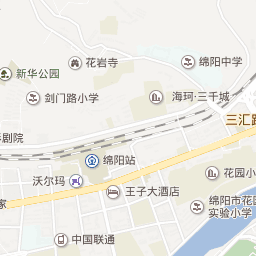 花岩寺
绵阳中学
新华公园
剑门路小学
海珂·三千城
三汇路
剧院
绵阳站
沃尔玛
花园小
王子大酒店
家
绵阳市花园
实验小学
中国联通